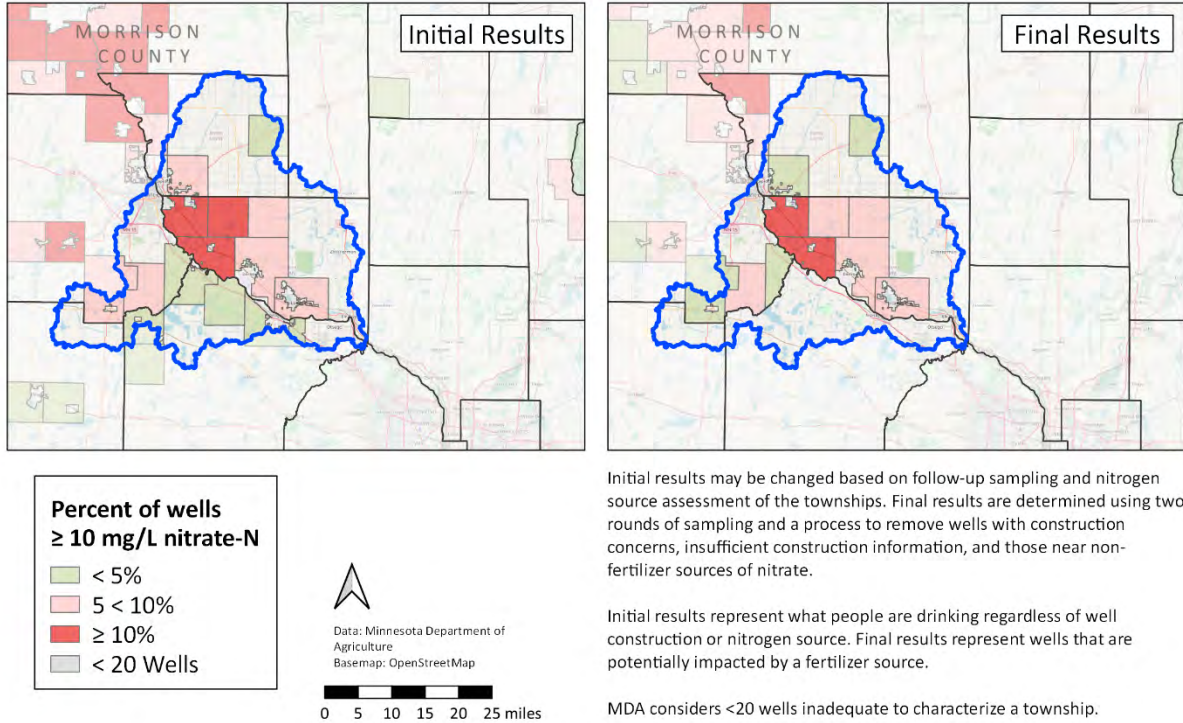 MORRISON
COUNTY
Initial Results
MORRISON
COUNTY
Final Results
Percent of wells
≥ 10 mg/L nitrate-N
< 5%
5 < 10%
≥ 10%
< 20 Wells
Data: Minnesota Department of
Agriculture
Basemap: OpenStreetMap
0 5 10 15 20 25 miles
Initial results may be changed based on follow-up sampling and nitrogen
source assessment of the townships. Final results are determined using two
rounds of sampling and a process to remove wells with construction
concerns, insufficient construction information, and those near non-
fertilizer sources of nitrate.
Initial results represent what people are drinking regardless of well
construction or nitrogen source. Final results represent wells that are
potentially impacted by a fertilizer source.
MDA considers <20 wells inadequate to characterize a township.